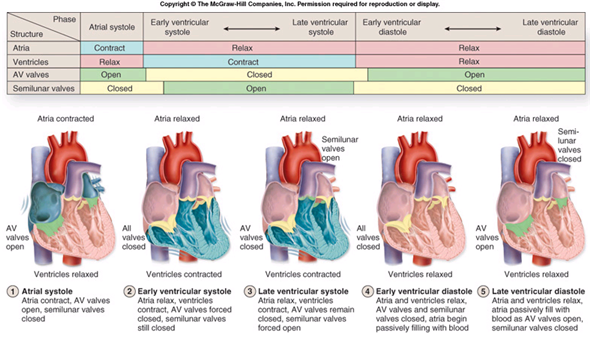 Copyright © The McGraw-Hill Companies, Inc. Permission required for reproduction or display.
Phase
Structure
Atrial systole
Early ventricular
systole
Late ventricular
systole
Early ventricular
diastole
Late ventricular
diastole
Atria Contract Relax Relax
Ventricles Relax Contract Relax
AV valves Open Closed Open
Semilunar valves Closed Open Closed
Atria contracted
AV
valves
open
Ventricles relaxed
Atria relaxed
All
valves
closed
Ventricles contracted
Atria relaxed
Semilunar
valves
open
AV
valves
closed
Ventricles contracted
Atria relaxed
All
valves
closed
Ventricles relaxed
Atria relaxed
Semi-
lunar
valves
closed
AV
valves
open
Ventricles relaxed
1 Atrial systole
Atria contract, AV valves
open, semilunar valves
closed
2 Early ventricular systole
Atria relax, ventricles
contract, AV valves forced
closed, semilunar valves
still closed
3 Late ventricular systole
Atria relax, ventricles
contract, AV valves remain
closed, semilunar valves
forced open
4 Early ventricular diastole
Atria and ventricles relax,
AV valves and semilunar
valves closed, atria begin
passively filling with blood
5 Late ventricular diastole
Atria and ventricles relax,
atria passively fill with
blood as AV valves open,
semilunar valves closed